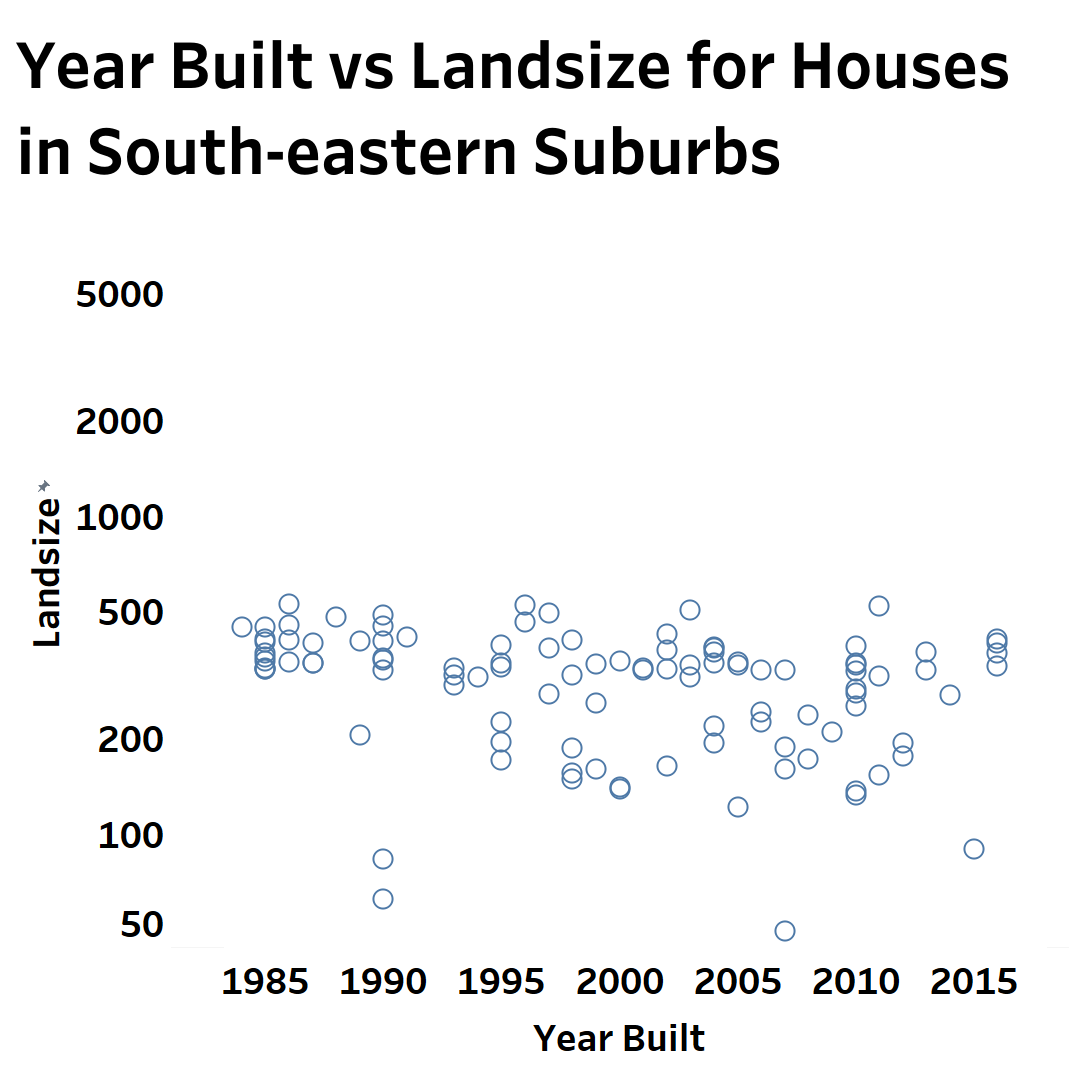 Year Built vs Landsize for Houses
in South-eastern Suburbs
5000
2000
1000
500
200
100
50
Landsize
1985 1990 1995 2000 2005 2010 2015
Year Built